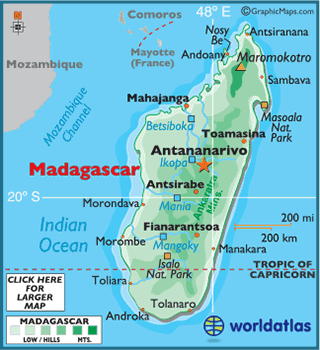 48° E
©GraphicMaps.com
N
Comoros
Nosy
Be
Antsiranana
Mayotte
(France)
Andoany
Maromokotro
Mozambique
Sambava
Mahajanga
Mozambique
Channel
Betsiboka
Masoala
Nat.
Park
Toamasina
Antananarivo
Ikopa
Madagascar
Antsirabe
Ankaratra
Mtns.
Mania
20° S
Morondava
200 mi
200 km
Indian
Ocean
Fianarantsoa
Morombe
Mangoky
Manakara
Isalo
Nat. Park
TROPIC OF
CAPRICORN
CLICK HERE
FOR
LARGER
MAP
Toliara
Tolanaro
Androka
MADAGASCAR
LOW / HILLS MTS.
worldatlas